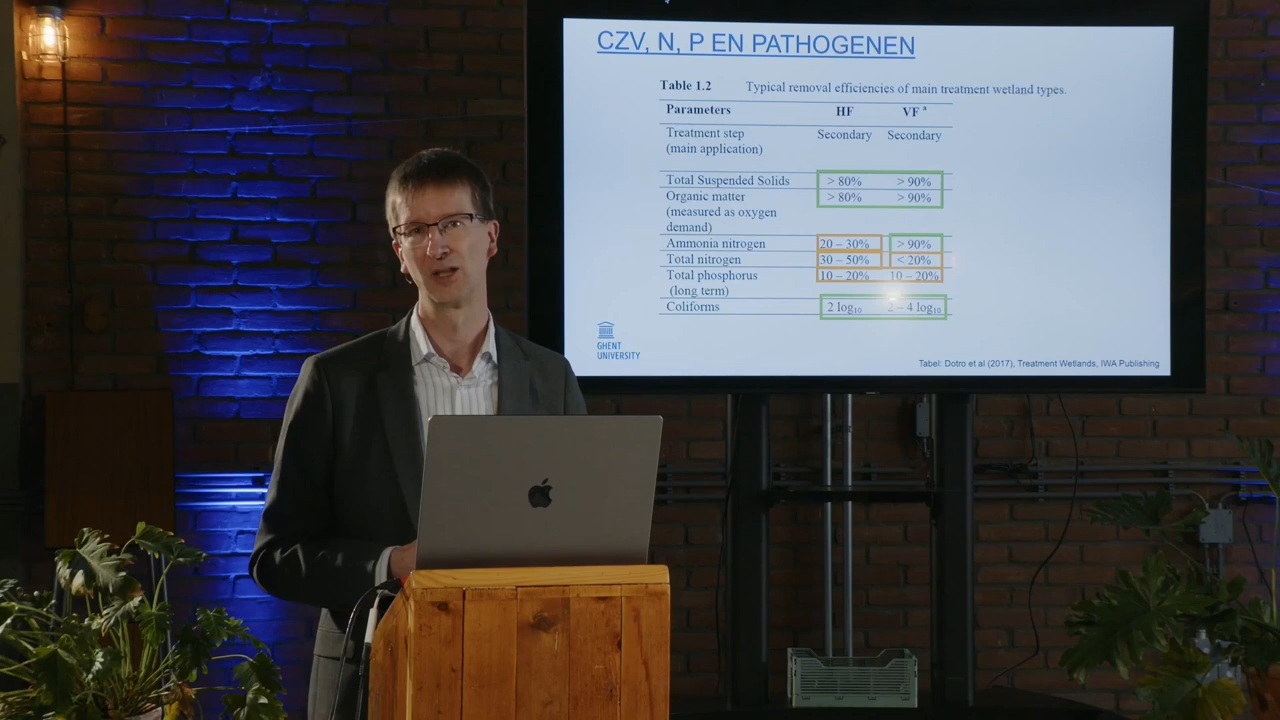 CZV, N, P EN PATHOGENEN
Table 1.2 Typical removal efficiencies of main treatment wetland types.
Parameters HF VF a
Treatment step Secondary Secondary
(main application)
Total Suspended Solids > 80% > 90%
Organic matter > 80% > 90%
(measured as oxygen
demand)
Ammonia nitrogen 20 – 30% > 90%
Total nitrogen 30 – 50% < 20%
Total phosphorus 10 – 20% 10 – 20%
(long term)
Coliforms 2 log10 2 – 4 log10
GHENT
UNIVERSITY
Tabel: Dotro et al (2017), Treatment Wetlands, IWA Publishing